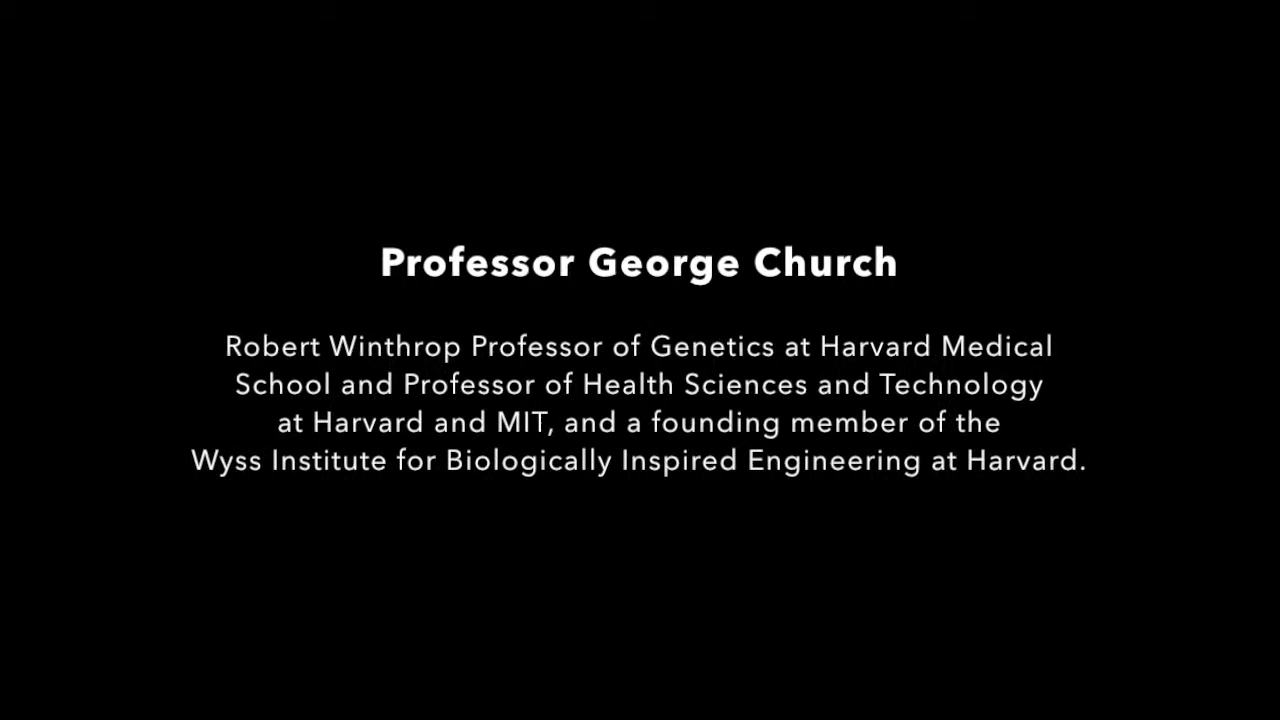 Professor George Church
Robert Winthrop Professor of Genetics at Harvard Medical
School and Professor of Health Sciences and Technology
at Harvard and MIT, and a founding member of the
Wyss Institute for Biologically Inspired Engineering at Harvard.